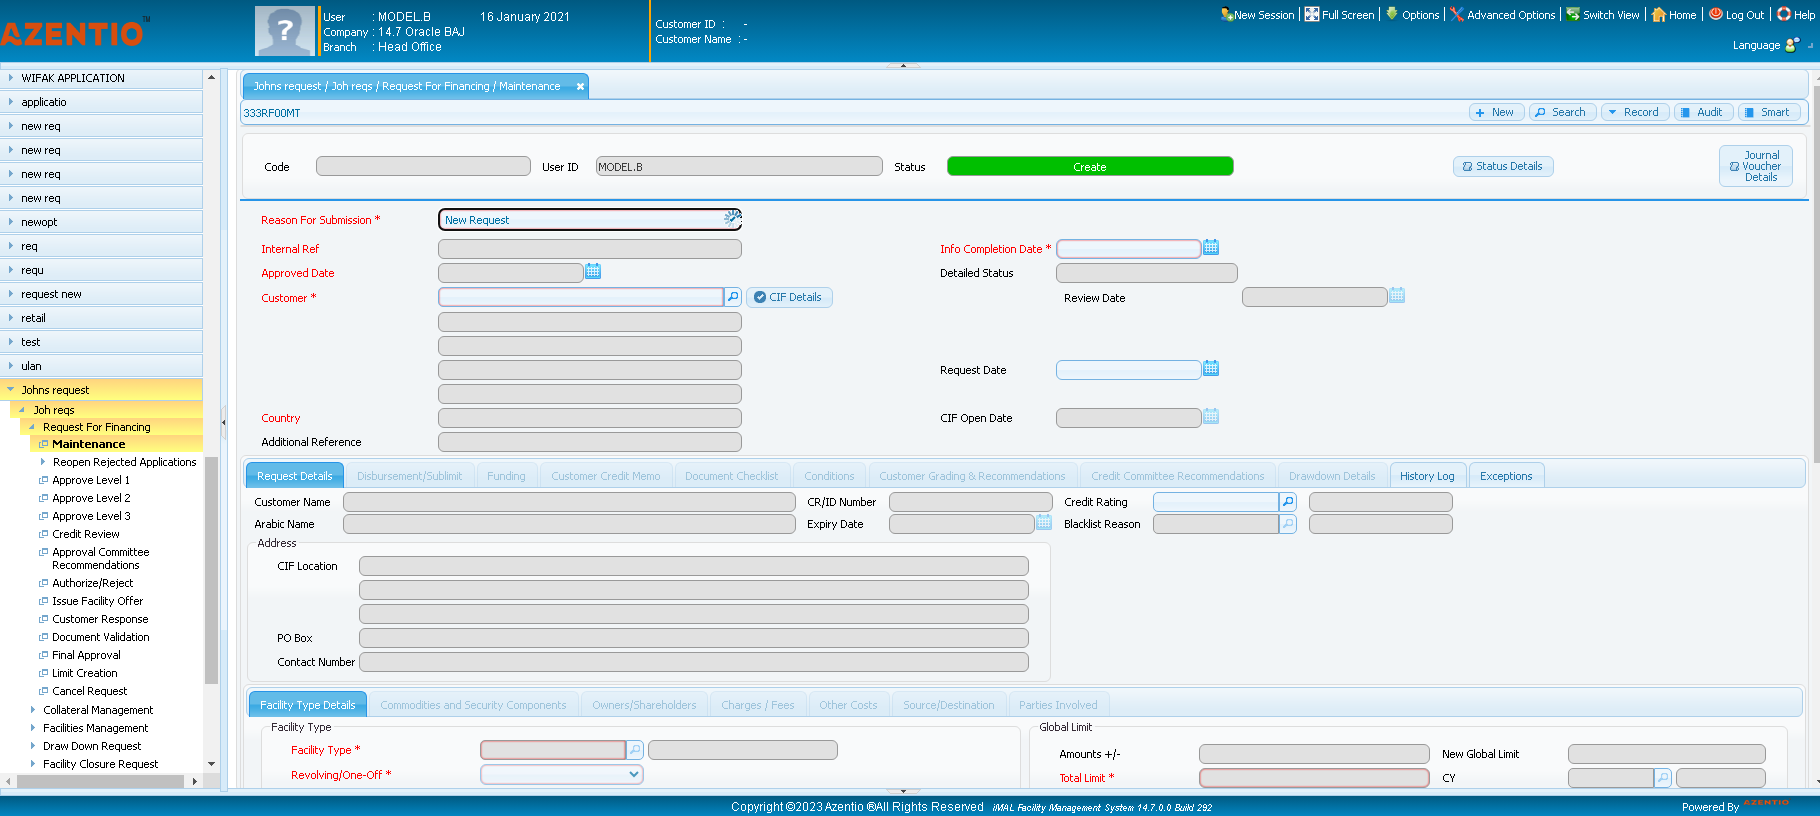 AZENTIO™
User : MODEL.B 16 January 2021
Company : 14.7 Oracle BAJ
Branch : Head Office
Customer ID : -
Customer Name : -
New Session Full Screen Options Advanced Options Switch View Home Log Out Help
Language
WIFAK APPLICATION
applicatio
new req
new req
new req
new req
newopt
req
requ
request new
retail
test
ulan
Johns request
Joh reqs
Request For Financing
Maintenance
Reopen Rejected Applications
Approve Level 1
Approve Level 2
Approve Level 3
Credit Review
Approval Committee
Recommendations
Authorize/Reject
Issue Facility Offer
Customer Response
Document Validation
Final Approval
Limit Creation
Cancel Request
Collateral Management
Facilities Management
Draw Down Request
Facility Closure Request
Johns request / Joh reqs / Request For Financing / Maintenance
333RF00MT
New Search Record Audit Smart
Code User ID MODEL.B Status Create Status Details
Journal
Voucher
Details
Reason For Submission * New Request
Internal Ref Info Completion Date *
Approved Date Detailed Status
Customer * CIF Details Review Date
Request Date
Country CIF Open Date
Additional Reference
Request Details Disbursement/Sublimit Funding Customer Credit Memo Document Checklist Conditions Customer Grading & Recommendations Credit Committee Recommendations Drawdown Details History Log Exceptions
Customer Name CR/ID Number Credit Rating
Arabic Name Expiry Date Blacklist Reason
Address
CIF Location
PO Box
Contact Number
Facility Type Details Commodities and Security Components Owners/Shareholders Charges / Fees Other Costs Source/Destination Parties Involved
Facility Type Global Limit
Facility Type * Amounts +/- New Global Limit
Revolving/One-Off * Total Limit * CY
Copyright ©2023 Azentio ®All Rights Reserved iMAL Facility Management System 14.7.0.0 Build 292
Powered By AZENTIO